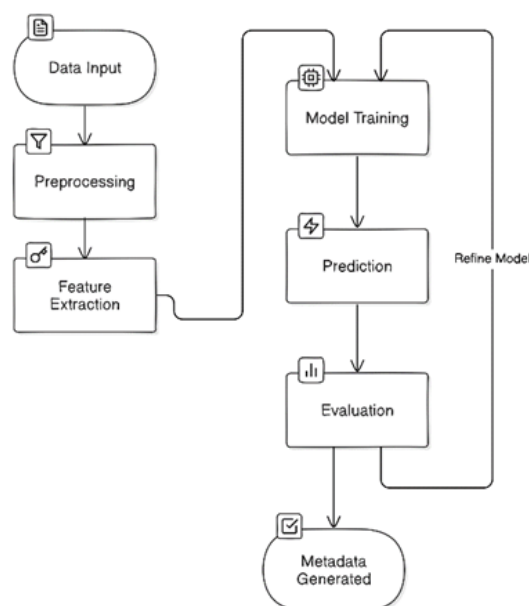 Data Input
Preprocessing
Feature
Extraction
Model Training
Prediction
Refine Model
Evaluation
Metadata
Generated